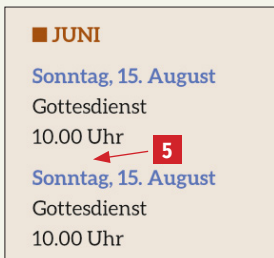 JUNI
Sonntag, 15. August
Gottesdienst
10.00 Uhr
5
Sonntag, 15. August
Gottesdienst
10.00 Uhr